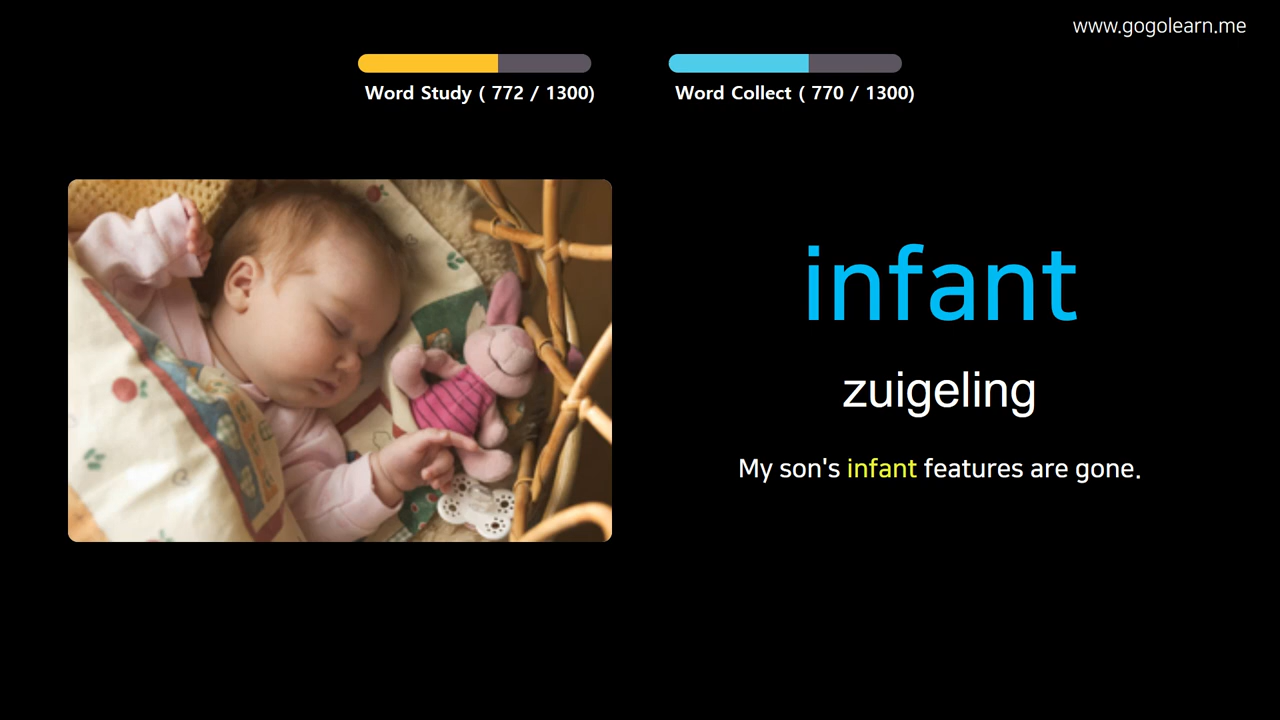 www.gogolearn.me
Word Study ( 772 / 1300)
Word Collect ( 770 / 1300)
infant
zuigeling
My son's infant features are gone.